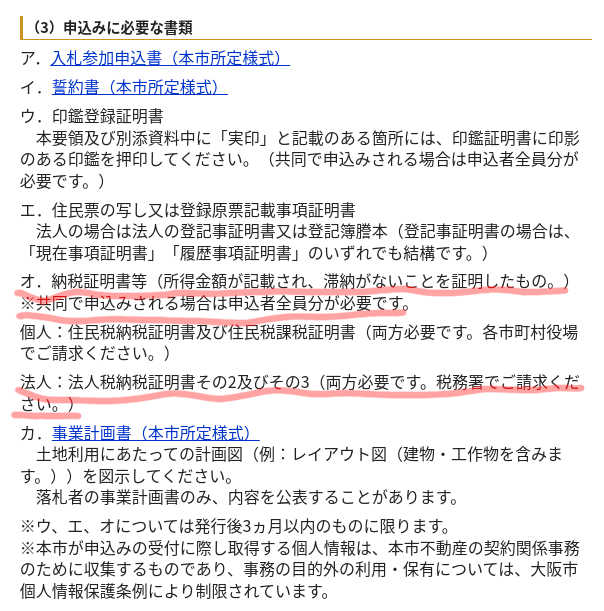 （3）申込みに必要な書類
ア．入札参加申込書（本市所定様式）
イ．誓約書（本市所定様式）
ウ．印鑑登録証明書
本要領及び別添資料中に「実印」と記載のある箇所には、印鑑証明書に印影
のある印鑑を押印してください。（共同で申込みされる場合は申込者全員分が
必要です。）
エ．住民票の写し又は登録原票記載事項証明書
法人の場合は法人の登記事証明書又は登記簿謄本（登記事証明書の場合は、
「現在事項証明書」「履歴事項証明書」のいずれでも結構です。）
オ．納税証明書等（所得金額が記載され、滞納がないことを証明したもの。）
※共同で申込みされる場合は申込者全員分が必要です。
個人：住民税納税証明書及び住民税課税証明書（両方必要です。各市町村役場
でご請求ください。）
法人：法人税納税証明書その2及びその3（両方必要です。税務署でご請求くだ
さい。）
カ．事業計画書（本市所定様式）
土地利用にあたっての計画図（例：レイアウト図（建物・工作物を含みま
す。））を図示してください。
落札者の事業計画書のみ、内容を公表することがあります。
※ウ、エ、オについては発行後3ヵ月以内のものに限ります。
※本市が申込みの受付に際し取得する個人情報は、本市不動産の契約関係事務
のために収集するものであり、事務の目的外の利用・保有については、大阪市
個人情報保護条例により制限されています。